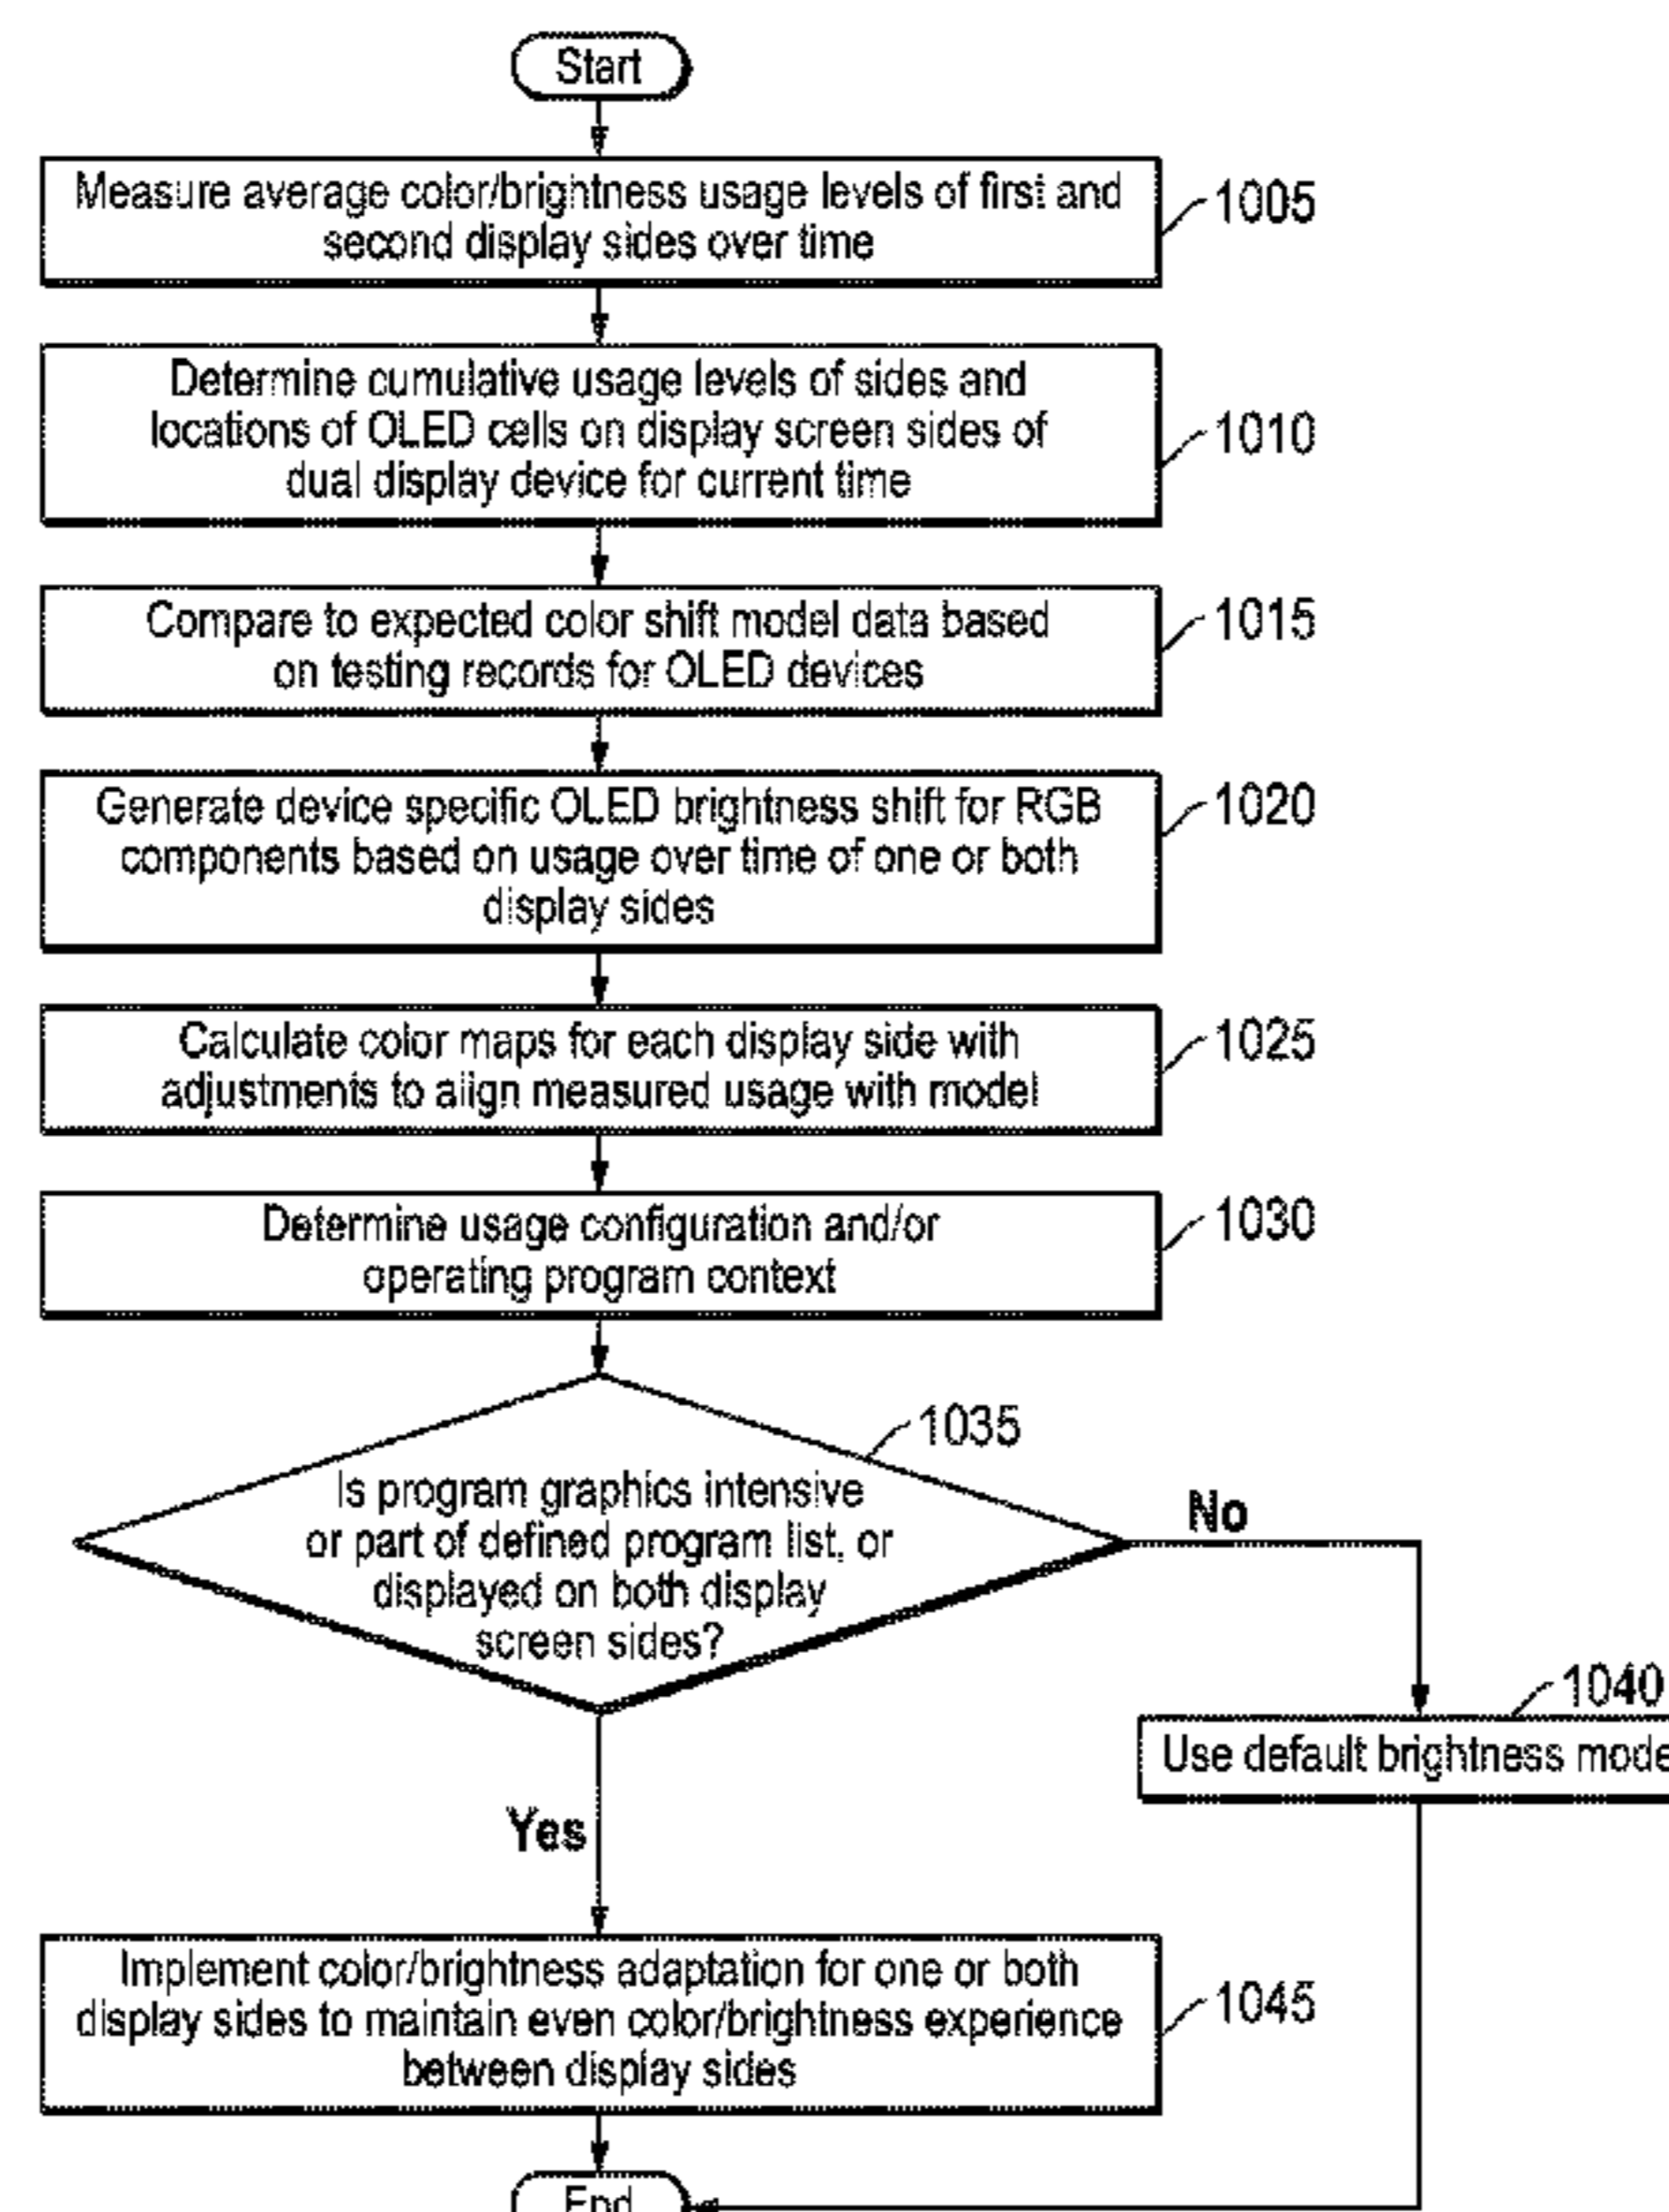 Start
Measure average color/brightness usage levels of first and
second display sides over time
1005
Determine cumulative usage levels of sides and
locations of OLED cells on display screen sides of
dual display device for current time
1010
Compare to expected color shift model data based
on testing records for OLED devices
1015
Generate device specific OLED brightness shift for RGB
components based on usage over time of one or both
display sides
1020
Calculate color maps for each display side with
adjustments to align measured usage with model
1025
Determine usage configuration and/or
operating program context
1030
Is program graphics intensive
or part of defined program list, or
displayed on both display
screen sides?
1035
No
1040
Use default brightness mode
Yes
Implement color/brightness adaptation for one or both
display sides to maintain even color/brightness experience
between display sides
1045
End